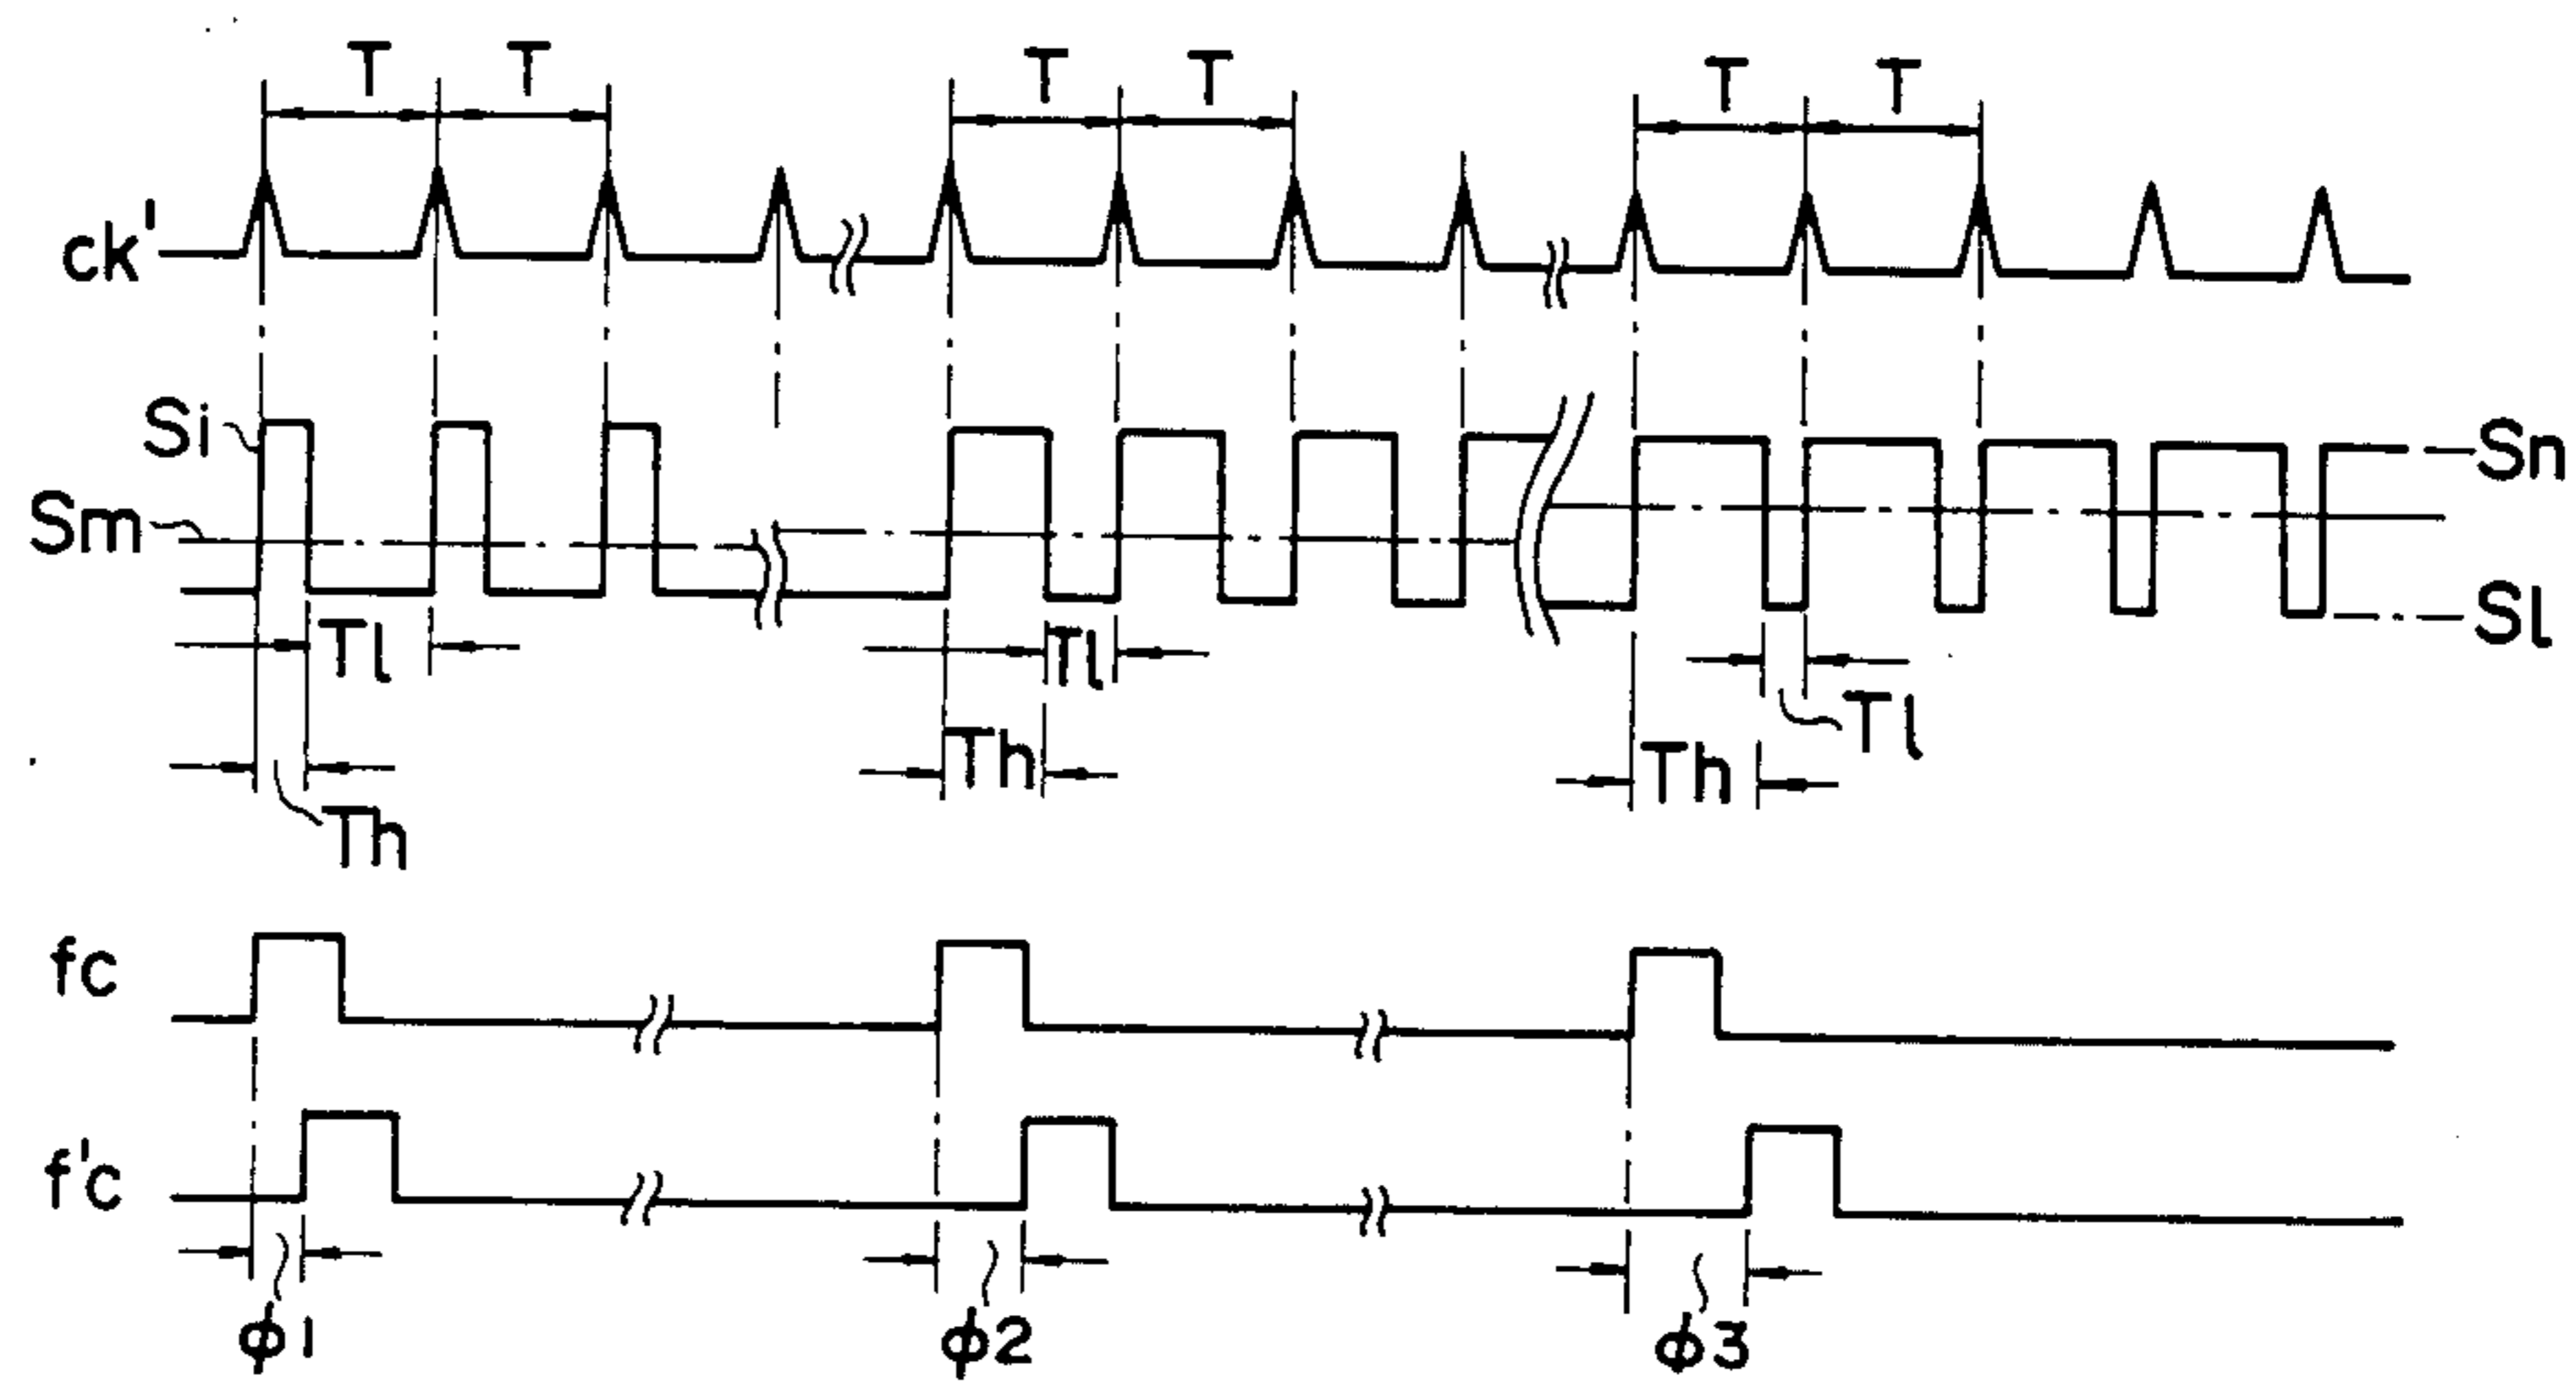 T T T T T T
ck'
Si
Sn
Sm
Sl
Tl Tl Tl
Th Th Th
fc
f'c
ϕ1 ϕ2 ϕ3